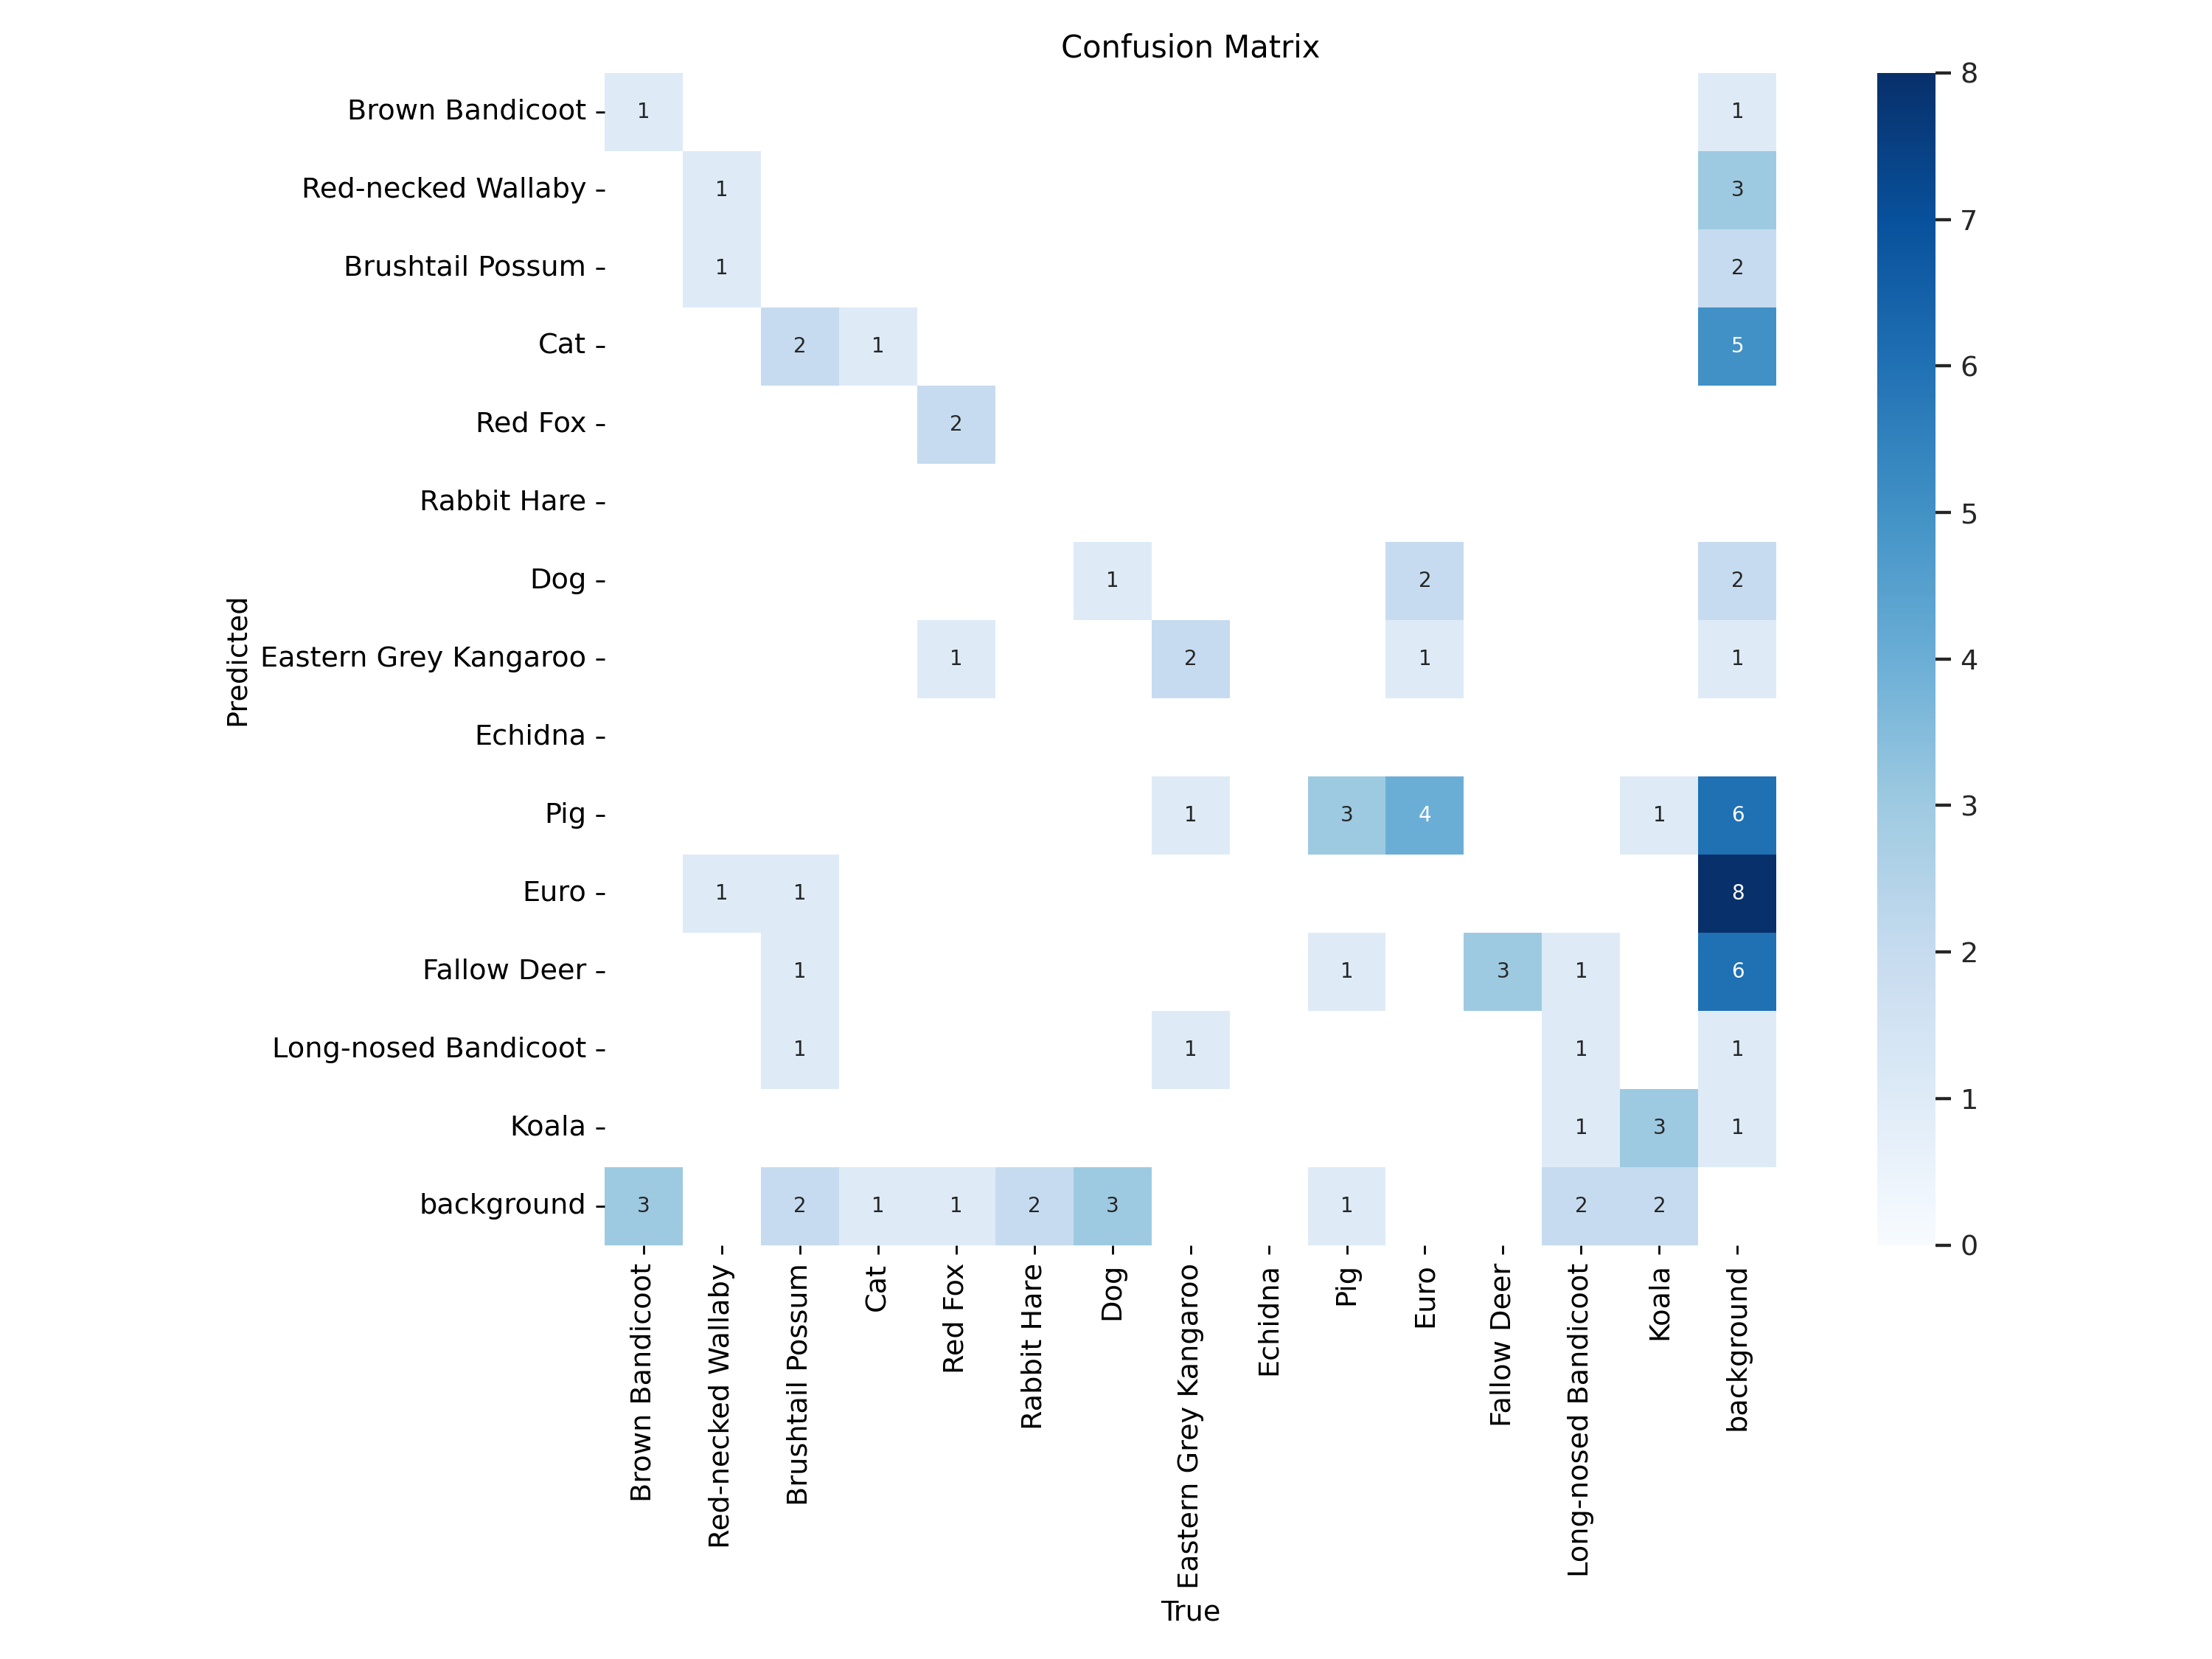 Confusion Matrix
Predicted
Brown Bandicoot 1 1
Red-necked Wallaby 1 3
Brushtail Possum 1 2
Cat 2 1 5
Red Fox 2
Rabbit Hare
Dog 1 2 2
Eastern Grey Kangaroo 1 2 1 1
Echidna
Pig 1 3 4 1 6
Euro 1 1 8
Fallow Deer 1 1 3 1 6
Long-nosed Bandicoot 1 1 1 1
Koala 1 3 1
background 3 2 1 1 2 3 1 2 2
Brown Bandicoot
Red-necked Wallaby
Brushtail Possum
Cat
Red Fox
Rabbit Hare
Dog
Eastern Grey Kangaroo
Echidna
Pig
Euro
Fallow Deer
Long-nosed Bandicoot
Koala
background
True
8
7
6
5
4
3
2
1
0